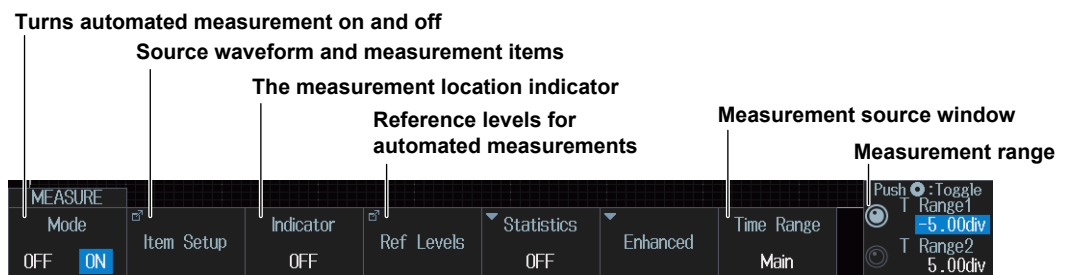 Turns automated measurement on and off
Source waveform and measurement items
The measurement location indicator
Reference levels for
automated measurements
Measurement source window
Measurement range
MEASURE
Mode
OFF ON
Item Setup
Indicator
OFF
Ref Levels
Statistics
OFF
Enhanced
Time Range
Main
Push :Toggle
T Range1
-5.00div
T Range2
5.00div